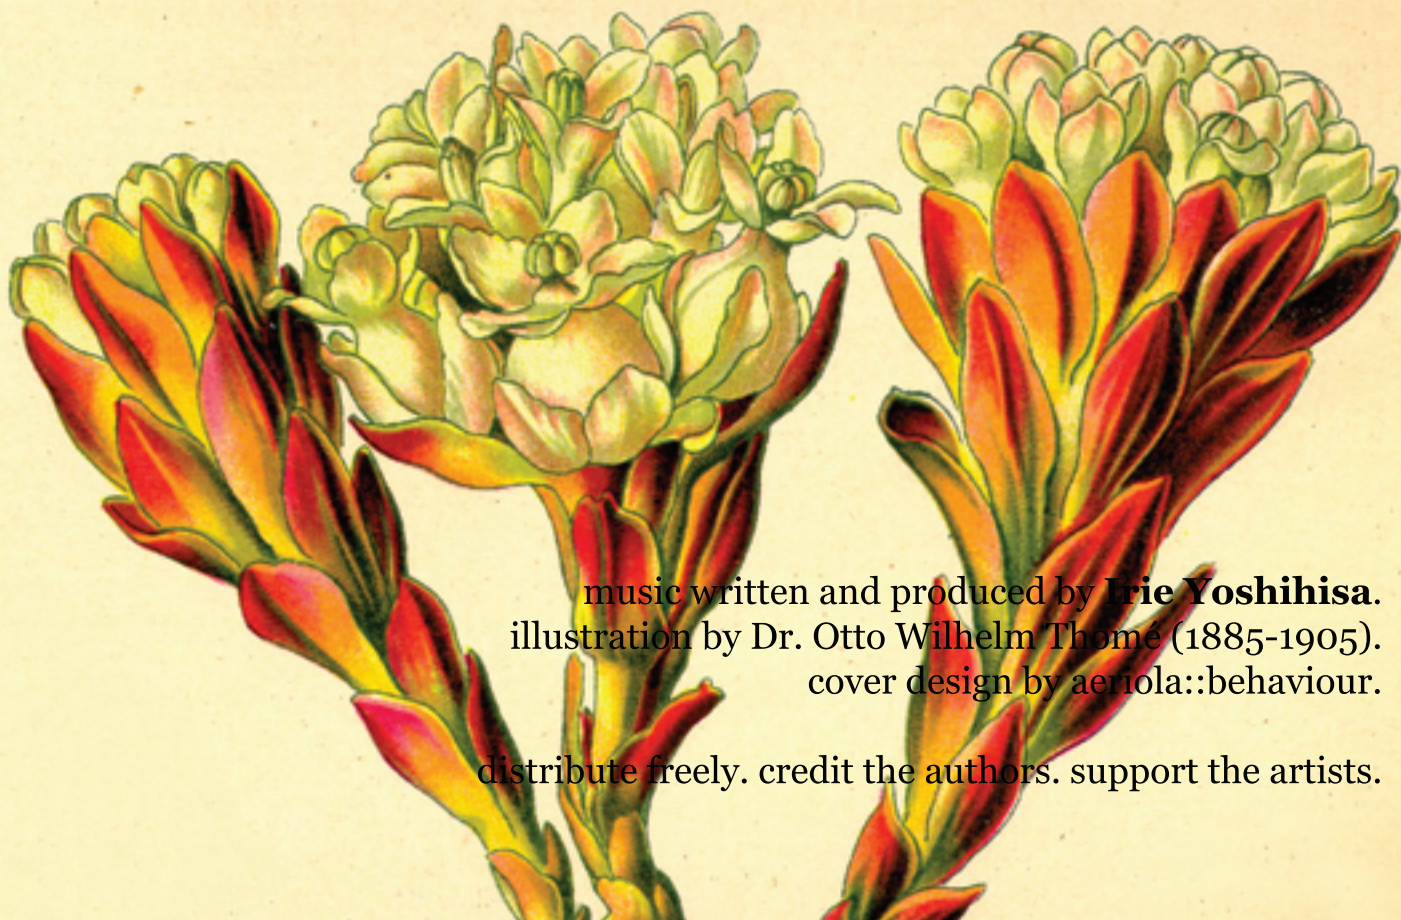 music written and produced by Irie Yoshihisa.
illustration by Dr. Otto Wilhelm Thomé (1885-1905).
cover design by aeriola::behaviour.
distribute freely. credit the authors. support the artists.